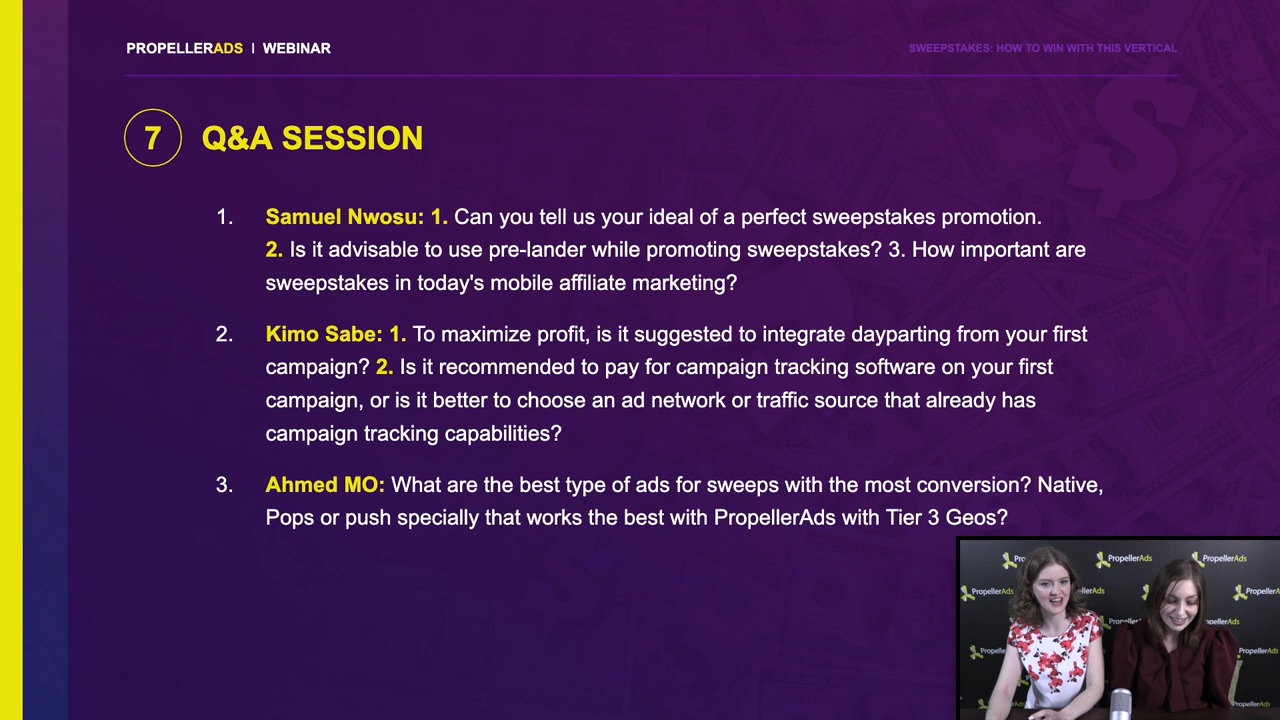 PROPELLERADS | WEBINAR
SWEEPSTAKES: HOW TO WIN WITH THIS VERTICAL
7 Q&A SESSION
1. Samuel Nwosu: 1. Can you tell us your ideal of a perfect sweepstakes promotion.
2. Is it advisable to use pre-lander while promoting sweepstakes? 3. How important are
sweepstakes in today's mobile affiliate marketing?
2. Kimo Sabe: 1. To maximize profit, is it suggested to integrate dayparting from your first
campaign? 2. Is it recommended to pay for campaign tracking software on your first
campaign, or is it better to choose an ad network or traffic source that already has
campaign tracking capabilities?
3. Ahmed MO: What are the best type of ads for sweeps with the most conversion? Native,
Pops or push specially that works the best with PropellerAds with Tier 3 Geos?
PropellerAds
PropellerAds
PropellerAds
PropellerAds